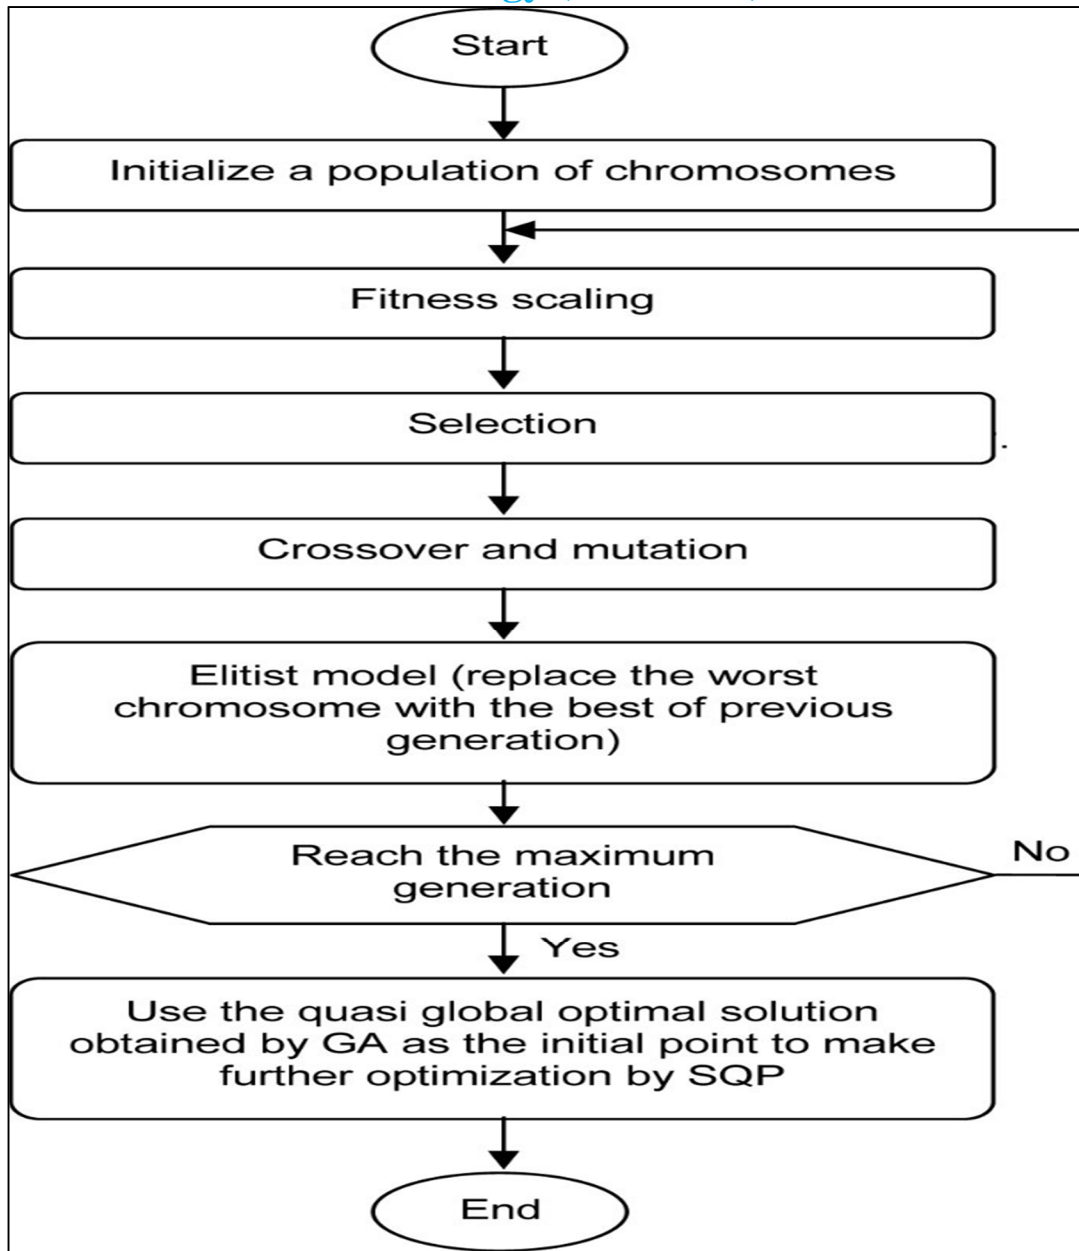 Start
Initialize a population of chromosomes
Fitness scaling
Selection
Crossover and mutation
Elitist model (replace the worst
chromosome with the best of previous
generation)
Reach the maximum
generation
No
Yes
Use the quasi global optimal solution
obtained by GA as the initial point to make
further optimization by SQP
End